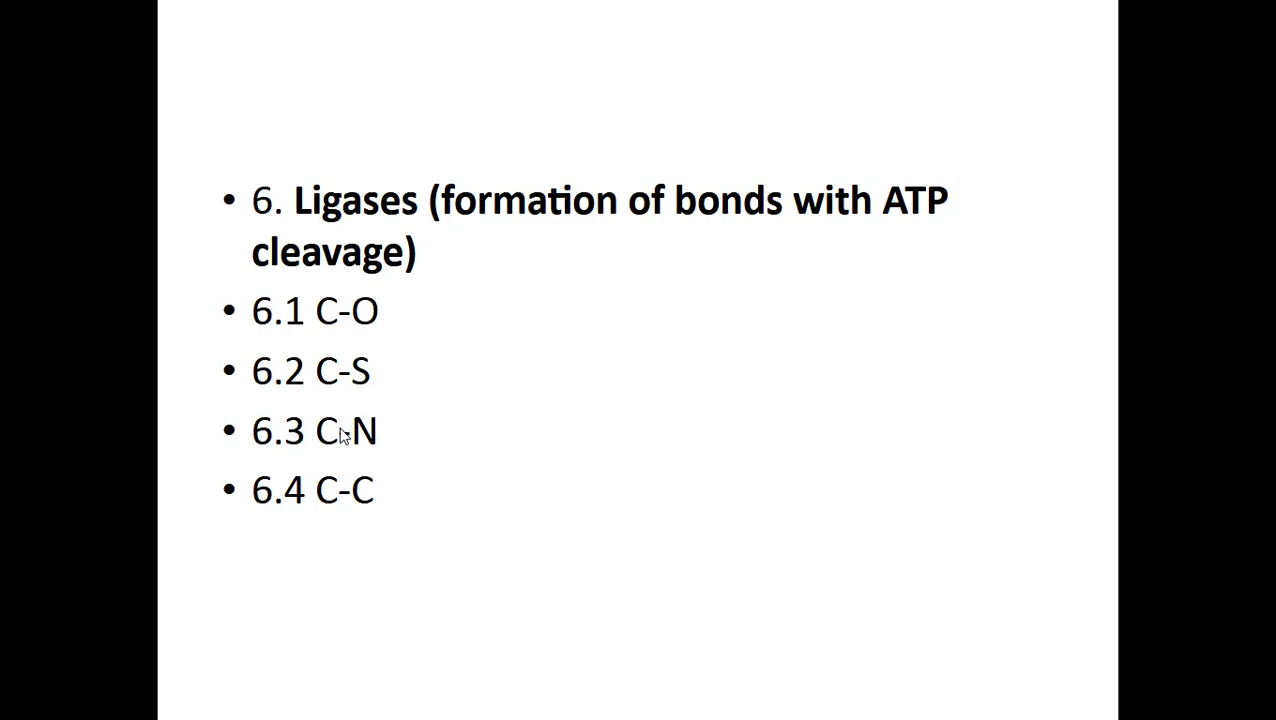 • 6. Ligases (formation of bonds with ATP
cleavage)
• 6.1 C-O
• 6.2 C-S
• 6.3 C-N
• 6.4 C-C